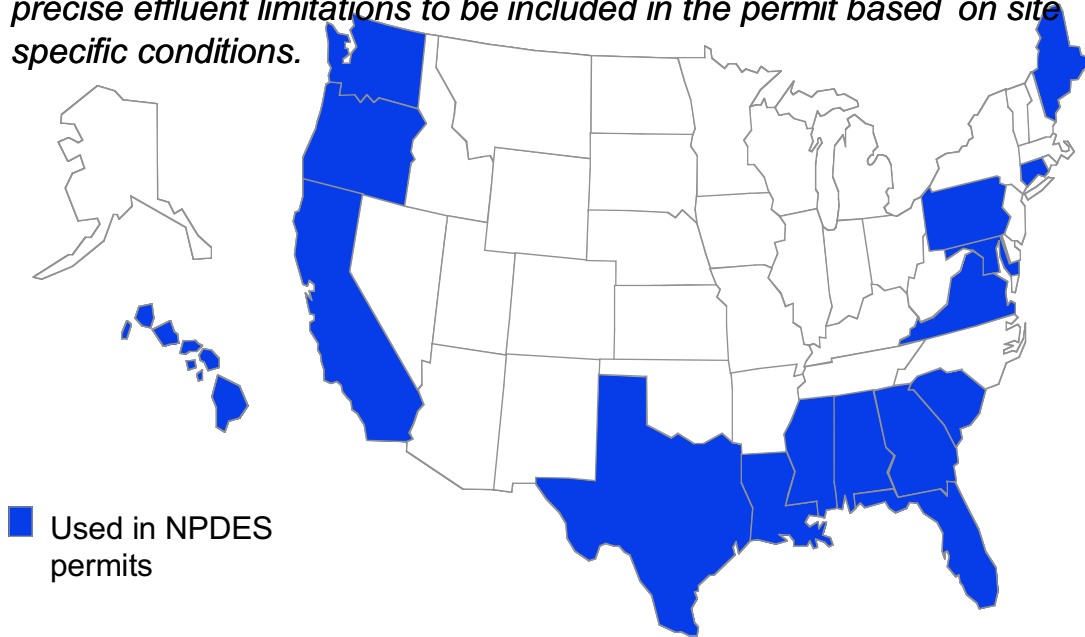 precise effluent limitations to be included in the permit based on site
specific conditions.
Used in NPDES
permits